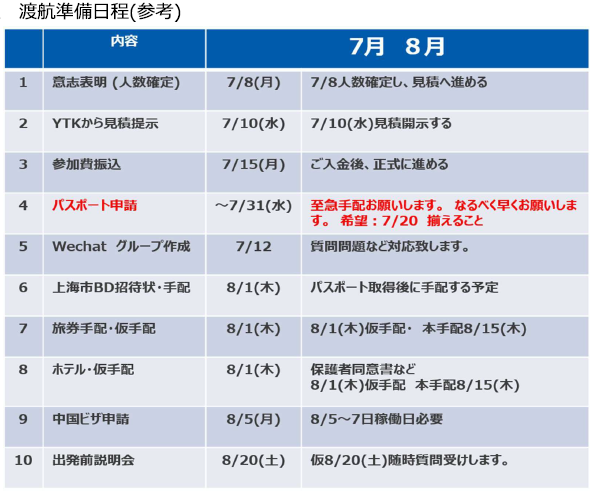 渡航準備日程(参考)
内容 7月 8月
1 意志表明 (人数確定) 7/8(月) 7/8人数確定し、見積へ進める
2 YTKから見積提示 7/10(水) 7/10(水)見積開示する
3 参加費振込 7/15(月) ご入金後、正式に進める
4 パスポート申請 ～7/31(水) 至急手配お願いします。 なるべく早くお願いしま
す。 希望：7/20 揃えること
5 Wechat グループ作成 7/12 質問問題など対応致します。
6 上海市BD招待状・手配 8/1(木) パスポート取得後に手配する予定
7 旅券手配・仮手配 8/1(木) 8/1(木)仮手配・ 本手配8/15(木)
8 ホテル・仮手配 8/1(木) 保護者同意書など
8/1(木)仮手配 本手配8/15(木)
9 中国ビザ申請 8/5(月) 8/5～7日稼働日必要
10 出発前説明会 8/20(土) 仮8/20(土)随時質問受けします。